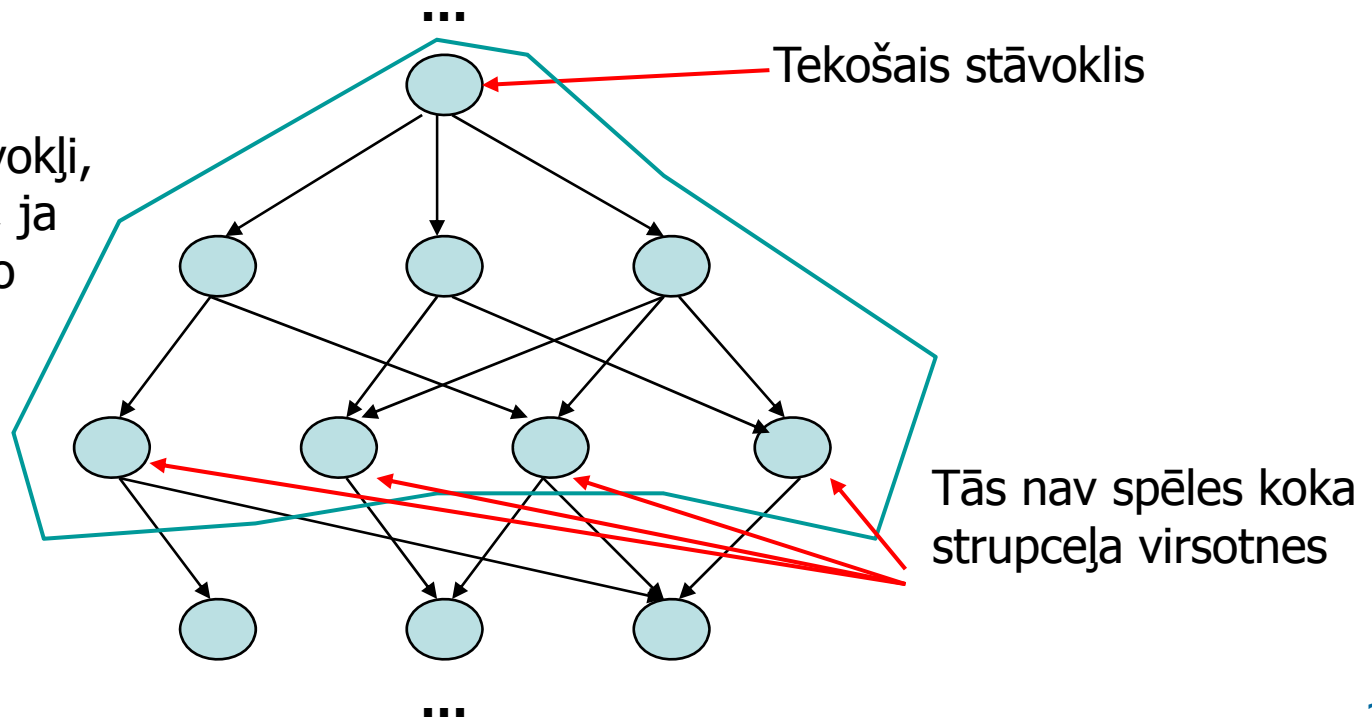 ...
Tekošais stāvoklis
vokļi,
ja
o
Tās nav spēles koka
strupceļa virsotnes
...